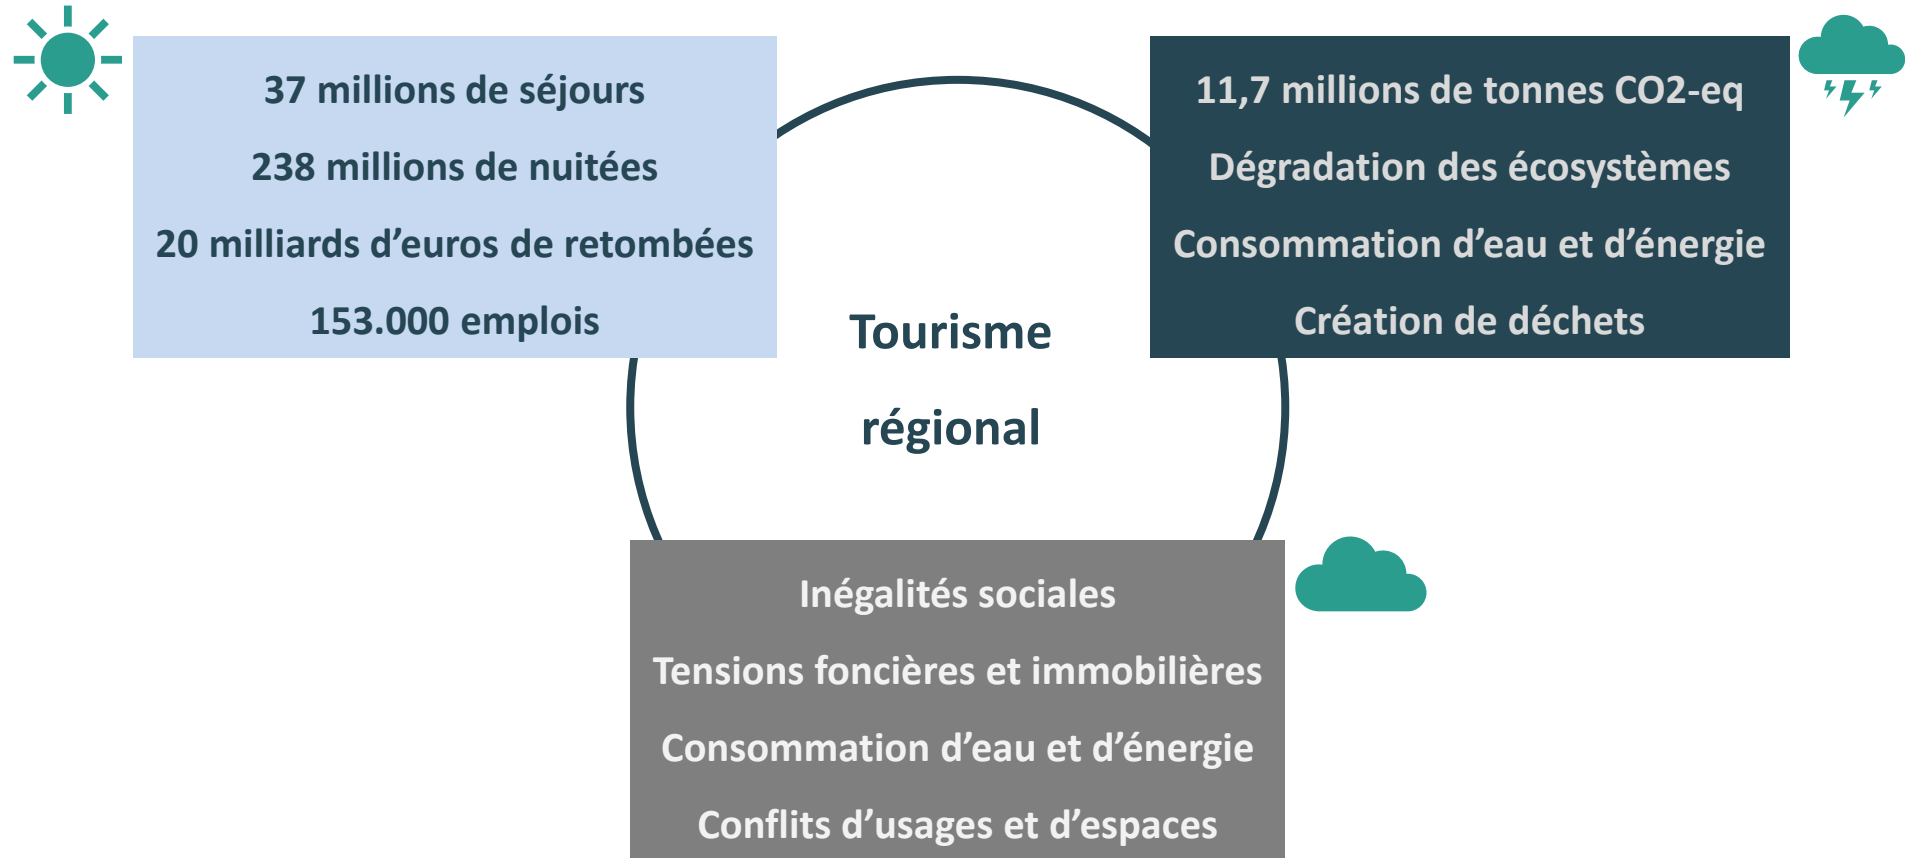 37 millions de séjours
238 millions de nuitées
20 milliards d’euros de retombées
153.000 emplois
11,7 millions de tonnes CO2-eq
Dégradation des écosystèmes
Consommation d’eau et d’énergie
Création de déchets
Tourisme
régional
Inégalités sociales
Tensions foncières et immobilières
Consommation d’eau et d’énergie
Conflits d’usages et d’espaces